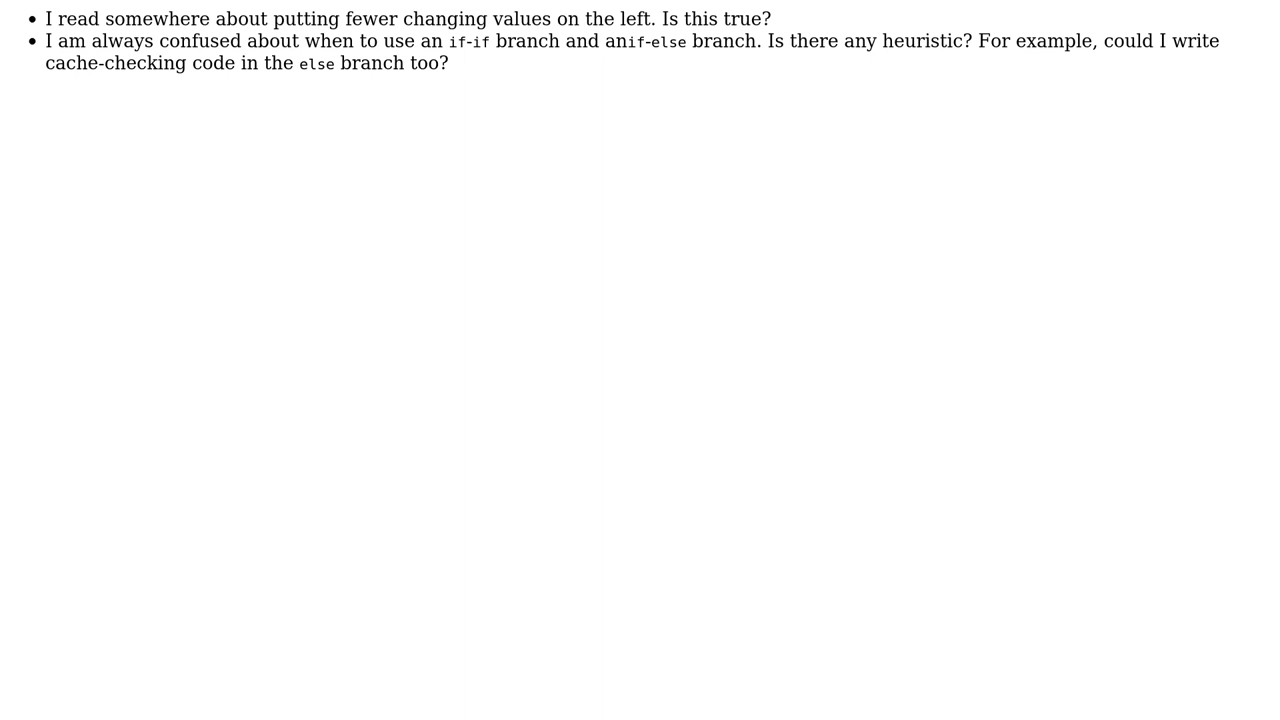 • I read somewhere about putting fewer changing values on the left. Is this true?
• I am always confused about when to use an if-if branch and anif-else branch. Is there any heuristic? For example, could I write
cache-checking code in the else branch too?